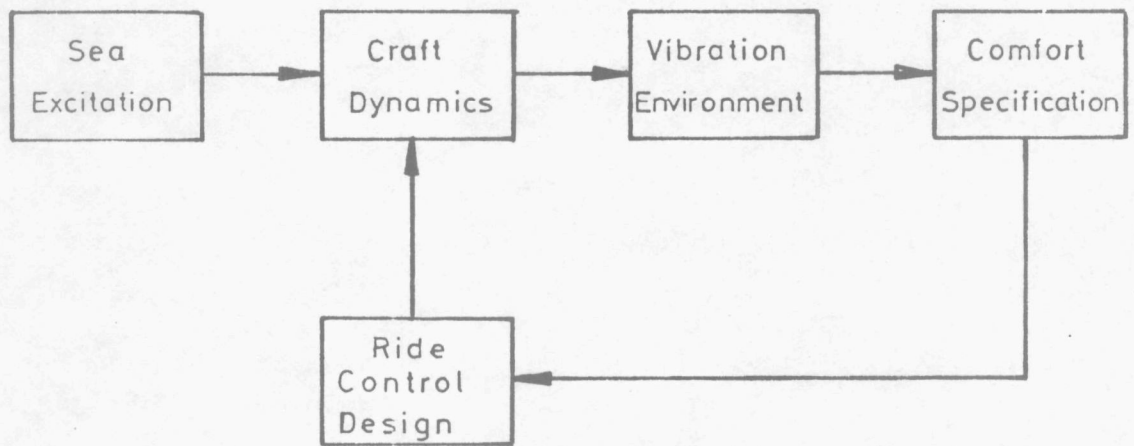 Sea
Excitation
Craft
Dynamics
Vibration
Environment
Comfort
Specification
Ride
Control
Design